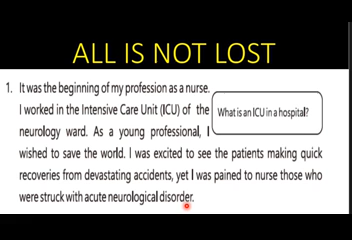 ALL IS NOT LOST
1. It was the beginning of my profession as a nurse.
I worked in the Intensive Care Unit (ICU) of the
What is an ICU in a hospital?
neurology ward. As a young professional, I
wished to save the world. I was excited to see the patients making quick
recoveries from devastating accidents, yet I was pained to nurse those who
were struck with acute neurological disorder.